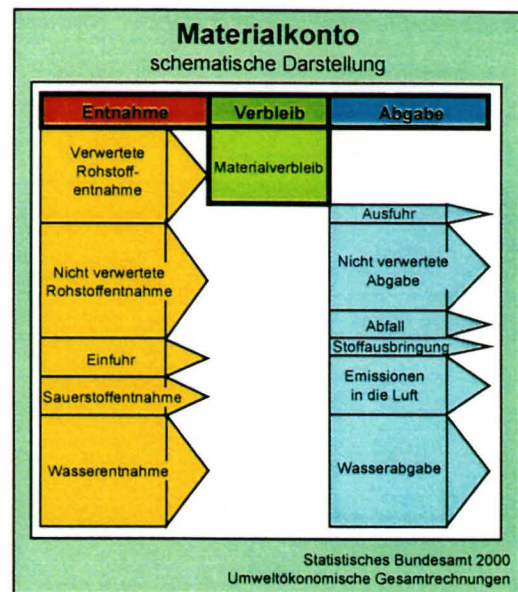 Materialkonto
schematische Darstellung
Entnahme
Verbleib
Abgabe
Verwertete
Rohstoff-
entnahme
Nicht verwertete
Rohstoffentnahme
Einfuhr
Sauerstoffentnahme
Wasserentnahme
Materialverbleib
Ausfuhr
Nicht verwertete
Abgabe
Abfall
Stoffausbringung
Emissionen
in die Luft
Wasserabgabe
Statistisches Bundesamt 2000
Umweltökonomische Gesamtrechnungen